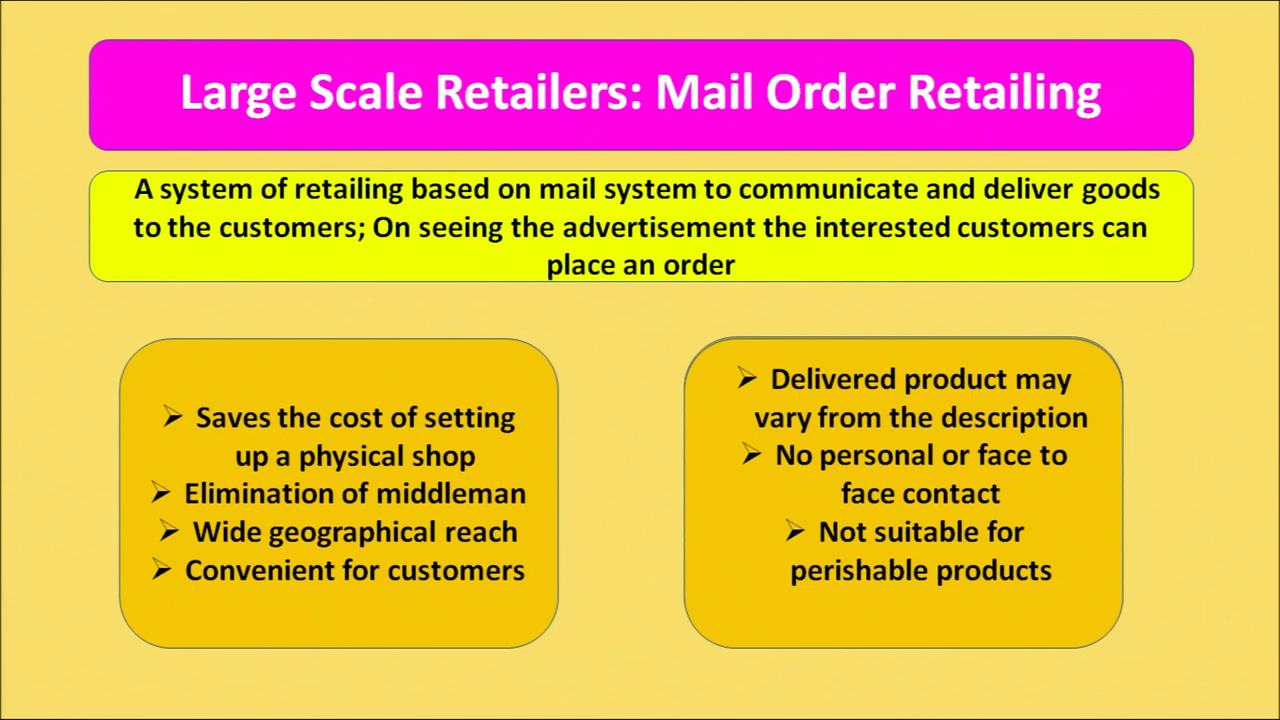 Large Scale Retailers: Mail Order Retailing
A system of retailing based on mail system to communicate and deliver goods
to the customers; On seeing the advertisement the interested customers can
place an order
➢ Saves the cost of setting
up a physical shop
➢ Elimination of middleman
➢ Wide geographical reach
➢ Convenient for customers
➢ Delivered product may
vary from the description
➢ No personal or face to
face contact
➢ Not suitable for
perishable products